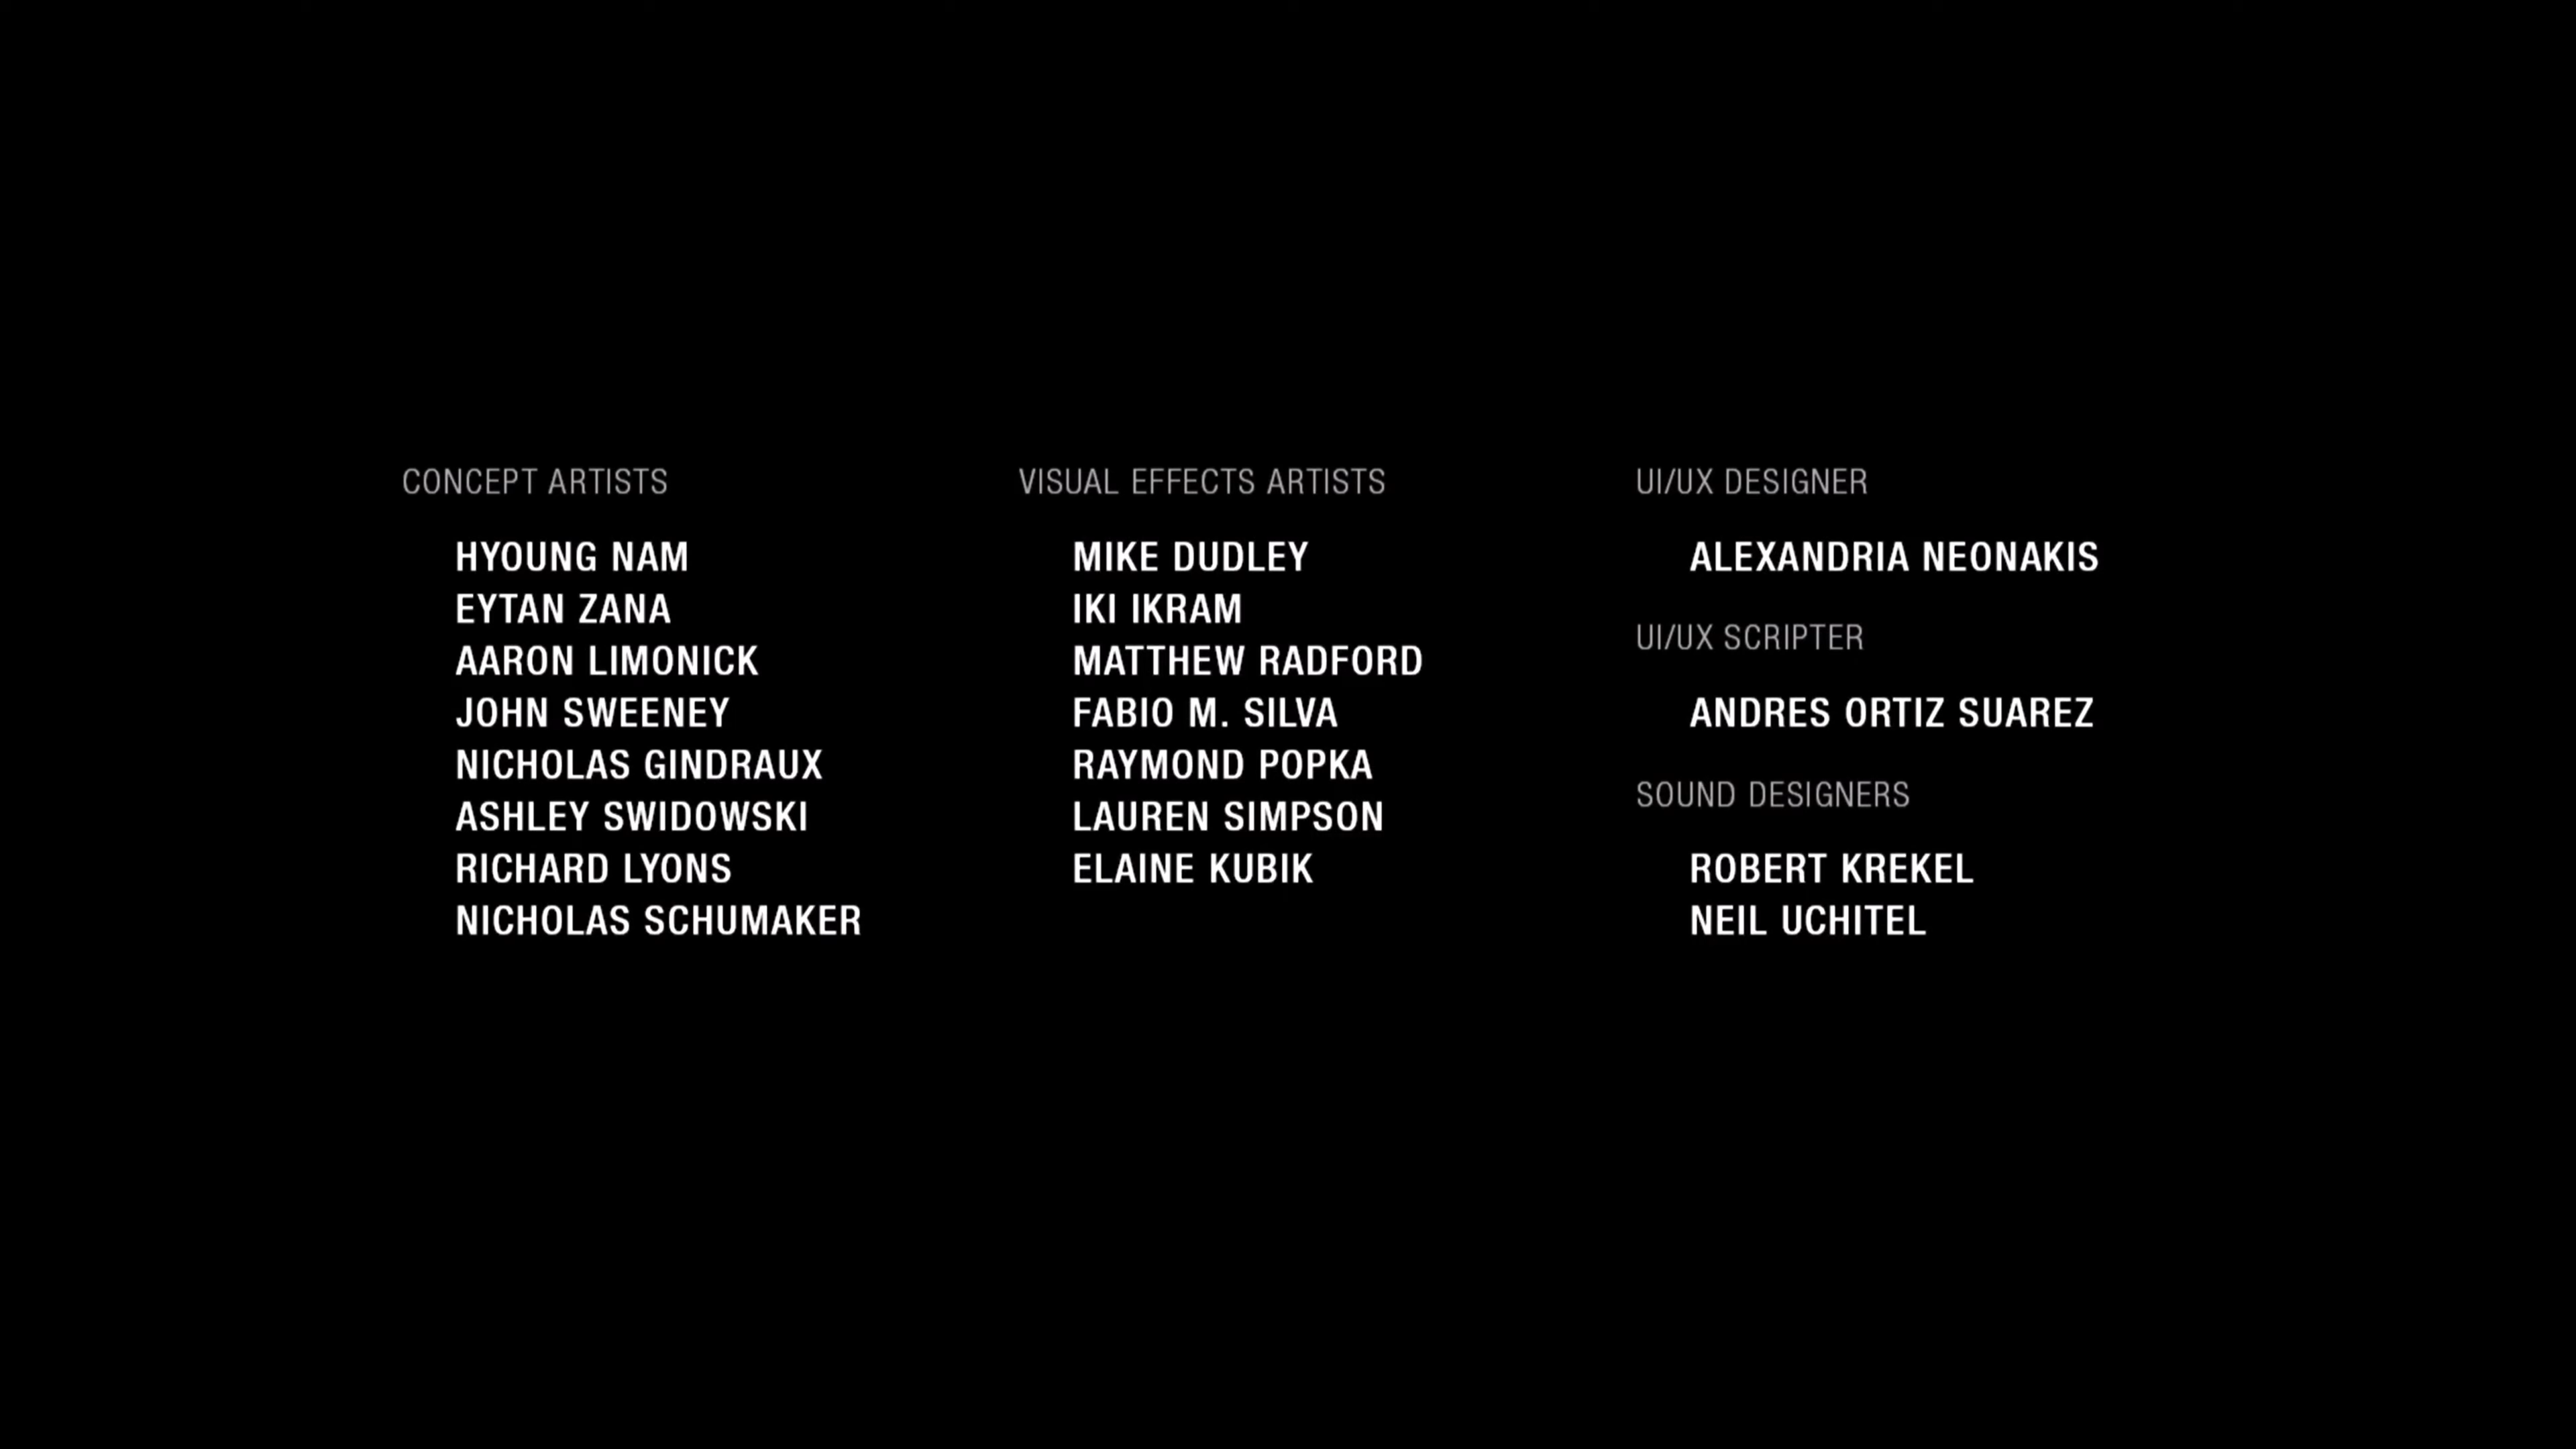 CONCEPT ARTISTS
HYOUNG NAM
EYTAN ZANA
AARON LIMONICK
JOHN SWEENEY
NICHOLAS GINDRAUX
ASHLEY SWIDOWSKI
RICHARD LYONS
NICHOLAS SCHUMAKER
VISUAL EFFECTS ARTISTS
MIKE DUDLEY
IKI IKRAM
MATTHEW RADFORD
FABIO M. SILVA
RAYMOND POPKA
LAUREN SIMPSON
ELAINE KUBIK
UI/UX DESIGNER
ALEXANDRIA NEONAKIS
UI/UX SCRIPTER
ANDRES ORTIZ SUAREZ
SOUND DESIGNERS
ROBERT KREKEL
NEIL UCHITEL